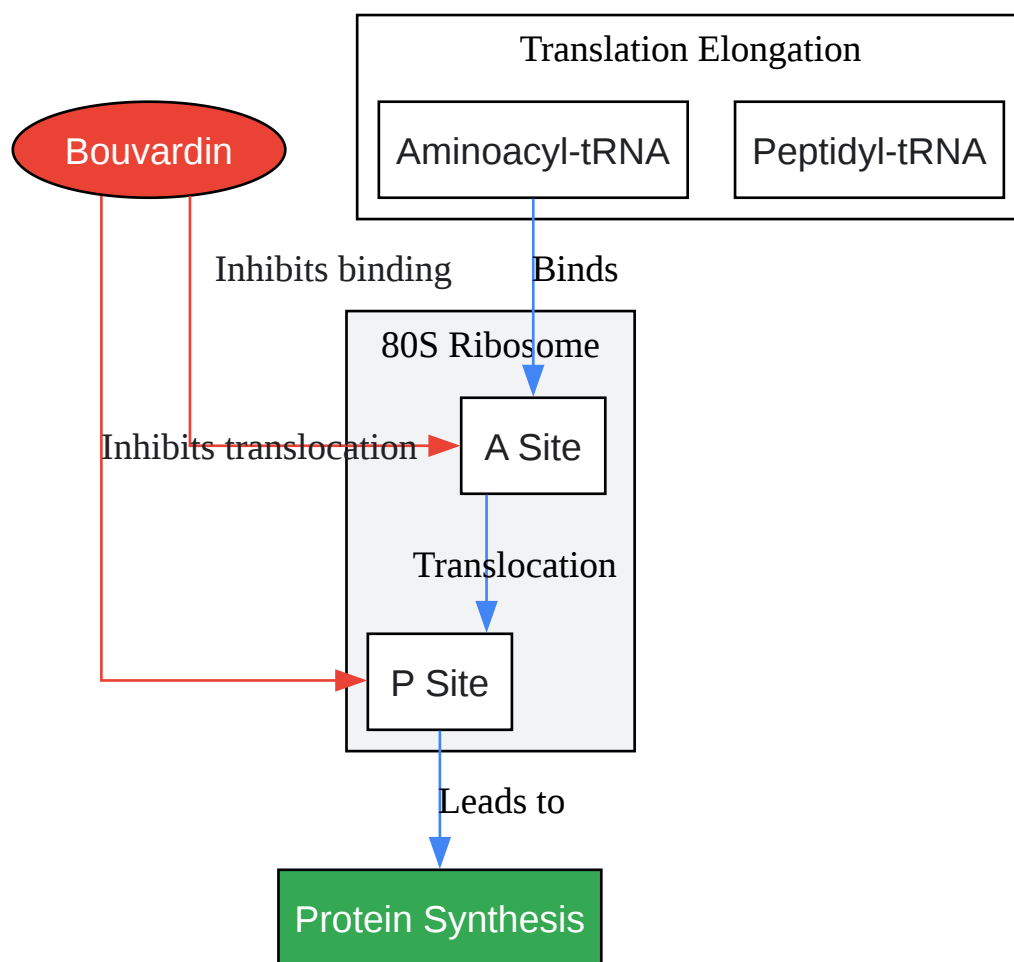 Translation Elongation
Bouvardin
Aminoacyl-tRNA
Peptidyl-tRNA
Inhibits binding
Binds
80S Ribosome
Inhibits translocation
A Site
Translocation
P Site
Leads to
Protein Synthesis